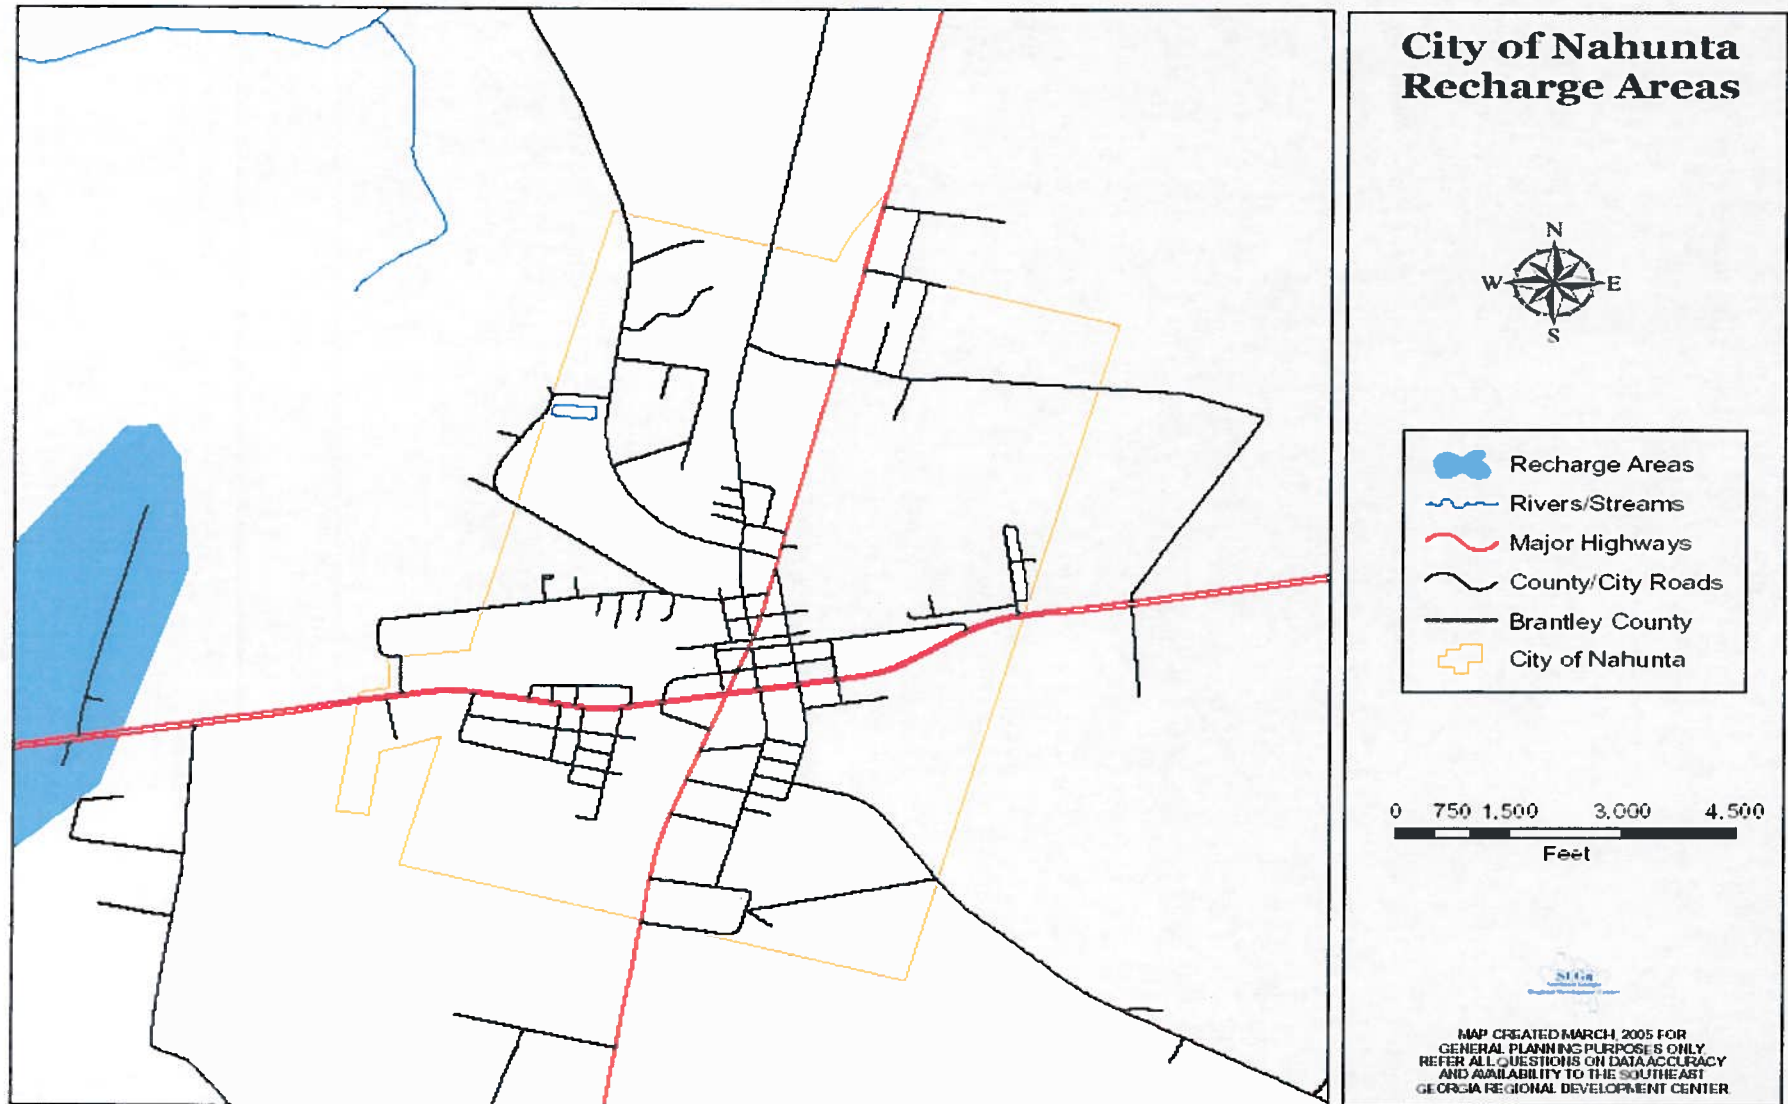 City of Nahunta
Recharge Areas
N
W E
S
Recharge Areas
Rivers/Streams
Major Highways
County/City Roads
Brantley County
City of Nahunta
0 750 1,500 3,000 4,500
Feet
MAP CREATED MARCH, 2005 FOR
GENERAL PLANNING PURPOSES ONLY.
REFER ALL QUESTIONS ON DATA ACCURACY
AND AVAILABILITY TO THE SOUTHEAST
GEORGIA REGIONAL DEVELOPMENT CENTER